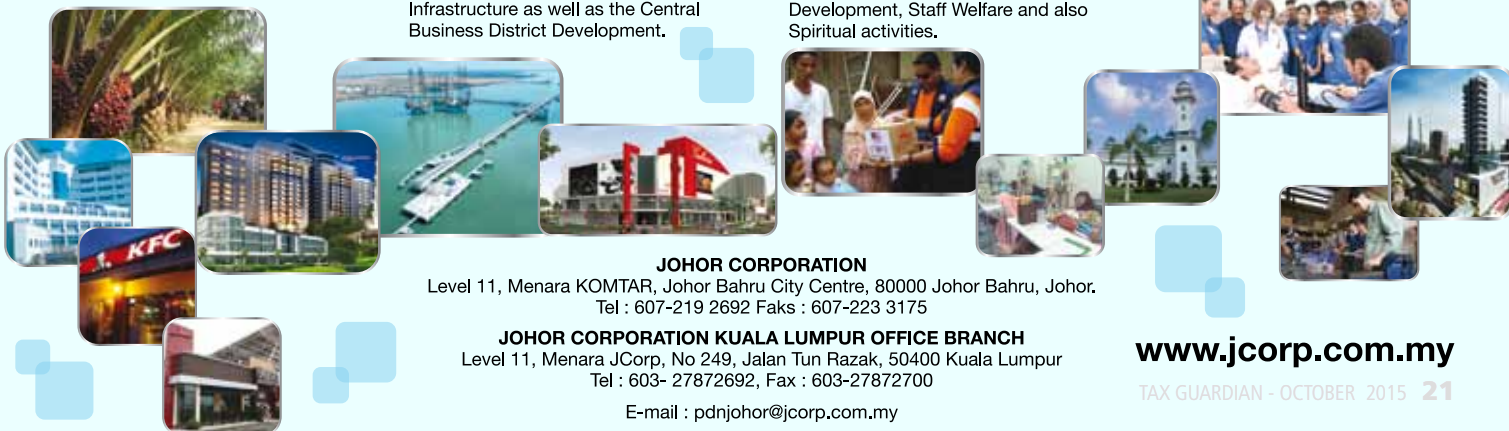 Infrastructure as well as the Central
Business District Development.
Development, Staff Welfare and also
Spiritual activities.
KFC
JOHOR CORPORATION
Level 11, Menara KOMTAR, Johor Bahru City Centre, 80000 Johor Bahru, Johor.
Tel : 607-219 2692 Faks : 607-223 3175
JOHOR CORPORATION KUALA LUMPUR OFFICE BRANCH
Level 11, Menara JCorp, No 249, Jalan Tun Razak, 50400 Kuala Lumpur
Tel : 603- 27872692, Fax : 603-27872700
E-mail : pdnjohor@jcorp.com.my
www.jcorp.com.my
TAX GUARDIAN - OCTOBER 2015 21